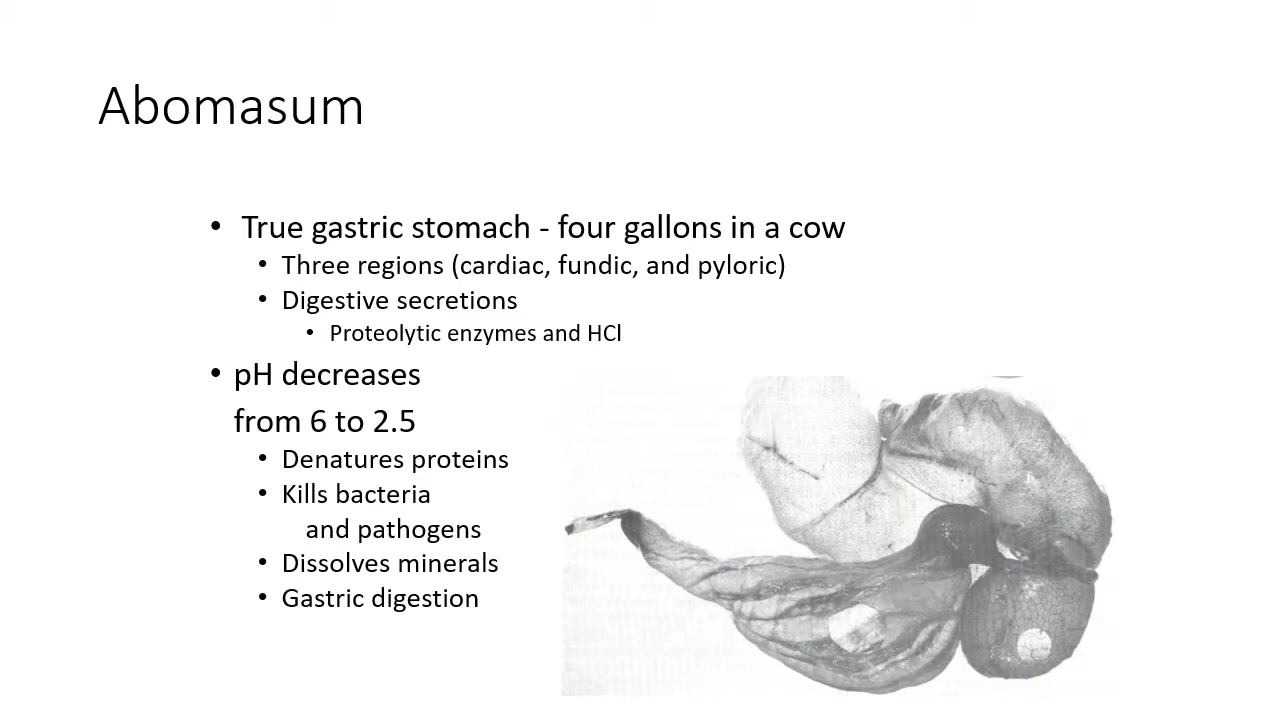 Abomasum
• True gastric stomach - four gallons in a cow
• Three regions (cardiac, fundic, and pyloric)
• Digestive secretions
• Proteolytic enzymes and HCl
• pH decreases
from 6 to 2.5
• Denatures proteins
• Kills bacteria
and pathogens
• Dissolves minerals
• Gastric digestion